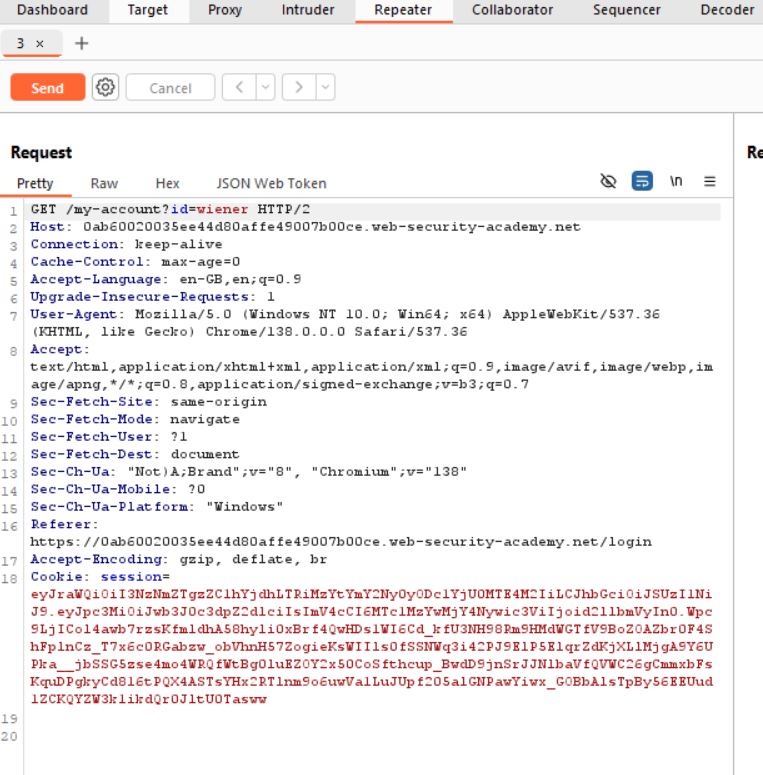 Dashboard Target Proxy Intruder Repeater Collaborator Sequencer Decoder
3 × +
Send Cancel < >
Request Re
Pretty Raw Hex JSON Web Token \n
1 GET /my-account?id=wiener HTTP/2
2 Host: 0ab60020035ee44d80affe49007b00ce.web-security-academy.net
3 Connection: keep-alive
4 Cache-Control: max-age=0
5 Accept-Language: en-GB,en;q=0.9
6 Upgrade-Insecure-Requests: 1
7 User-Agent: Mozilla/5.0 (Windows NT 10.0; Win64; x64) AppleWebKit/537.36
(KHTML, like Gecko) Chrome/138.0.0.0 Safari/537.36
8 Accept:
text/html,application/xhtml+xml,application/xml;q=0.9,image/avif,image/webp,im
age/apng,*/*;q=0.8,application/signed-exchange;v=b3;q=0.7
9 Sec-Fetch-Site: same-origin
10 Sec-Fetch-Mode: navigate
11 Sec-Fetch-User: ?1
12 Sec-Fetch-Dest: document
13 Sec-Ch-Ua: "Not)A;Brand";v="8", "Chromium";v="138"
14 Sec-Ch-Ua-Mobile: ?0
15 Sec-Ch-Ua-Platform: "Windows"
16 Referer:
https://0ab60020035ee44d80affe49007b00ce.web-security-academy.net/login
17 Accept-Encoding: gzip, deflate, br
18 Cookie: session=
19
20